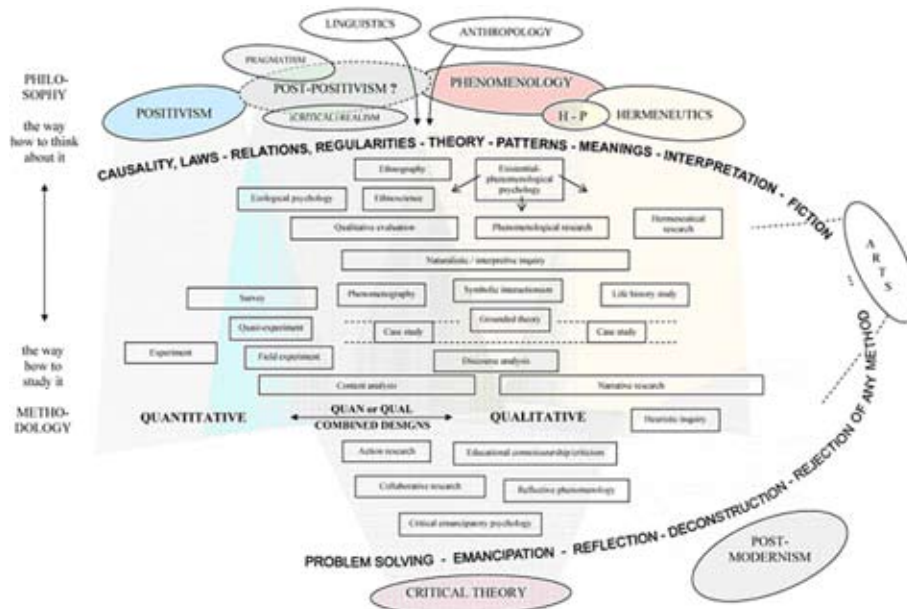 LINGUISTICS
ANTHROPOLOGY
PRAGMATISM
PHILO-
SOPHY
POST-POSITIVISM ?
PHENOMENOLOGY
POSITIVISM
(CRITICAL) REALISM
H - P
HERMENEUTICS
the way
how to think
about it
CAUSALITY, LAWS - RELATIONS, REGULARITIES - THEORY - PATTERNS - MEANINGS - INTERPRETATION - FICTION
Ethnography
Existential-
phenomenological
psychology
Ecological psychology
Ethnoscience
Hermeneutical
research
Qualitative evaluation
Phenomenological research
ARTS
Naturalistic / interpretive inquiry
Survey
Phenomenography
Symbolic interactionism
Life history study
Quasi-experiment
Case study
Grounded theory
Case study
the way
how to
study it
Experiment
Field experiment
Discourse analysis
Content analysis
Narrative research
METHO-
DOLOGY
QUANTITATIVE
QUAN or QUAL
COMBINED DESIGNS
QUALITATIVE
Heuristic inquiry
Action research
Educational connoisseurship/criticism
Collaborative research
Reflective phenomenology
Critical emancipatory psychology
PROBLEM SOLVING - EMANCIPATION - REFLECTION - DECONSTRUCTION - REJECTION OF ANY METHOD
POST-
MODERNISM
CRITICAL THEORY